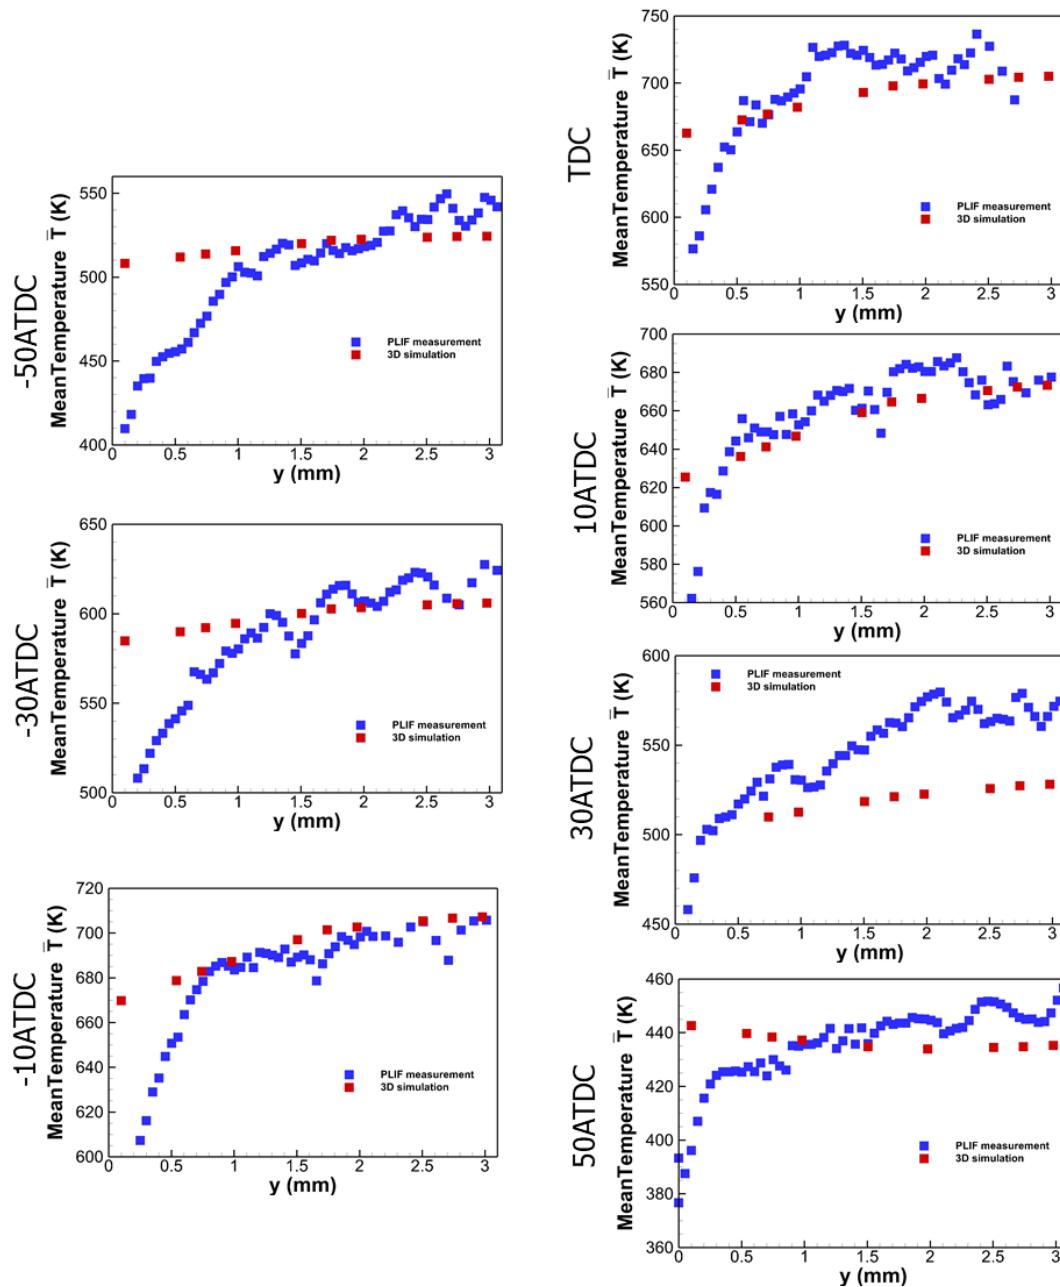 -50ATDC
MeanTemperature T̅ (K)
550
500
450
400
PLIF measurement
3D simulation
0 0.5 1 1.5 2 2.5 3
y (mm)
-30ATDC
MeanTemperature T̅ (K)
650
600
550
500
PLIF measurement
3D simulation
0 0.5 1 1.5 2 2.5 3
y (mm)
-10ATDC
MeanTemperature T̅ (K)
720
700
680
660
640
620
600
PLIF measurement
3D simulation
0 0.5 1 1.5 2 2.5 3
y (mm)
TDC
MeanTemperature T̅ (K)
750
700
650
600
550
PLIF measurement
3D simulation
0 0.5 1 1.5 2 2.5 3
y (mm)
10ATDC
MeanTemperature T̅ (K)
700
680
660
640
620
600
580
560
PLIF measurement
3D simulation
0 0.5 1 1.5 2 2.5 3
y (mm)
30ATDC
MeanTemperature T̅ (K)
600
550
500
450
PLIF measurement
3D simulation
0 0.5 1 1.5 2 2.5 3
y (mm)
50ATDC
MeanTemperature T̅ (K)
460
440
420
400
380
360
PLIF measurement
3D simulation
0 0.5 1 1.5 2 2.5 3
y (mm)